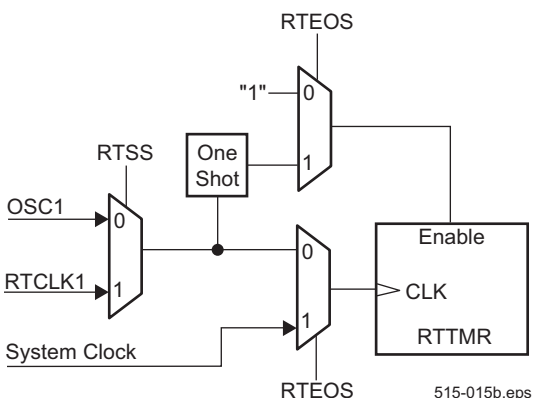 RTEOS
"1"
0
1
One
Shot
RTSS
OSC1
0
RTCLK1
1
0
1
System Clock
RTEOS
Enable
CLK
RTTMR
515-015b.eps